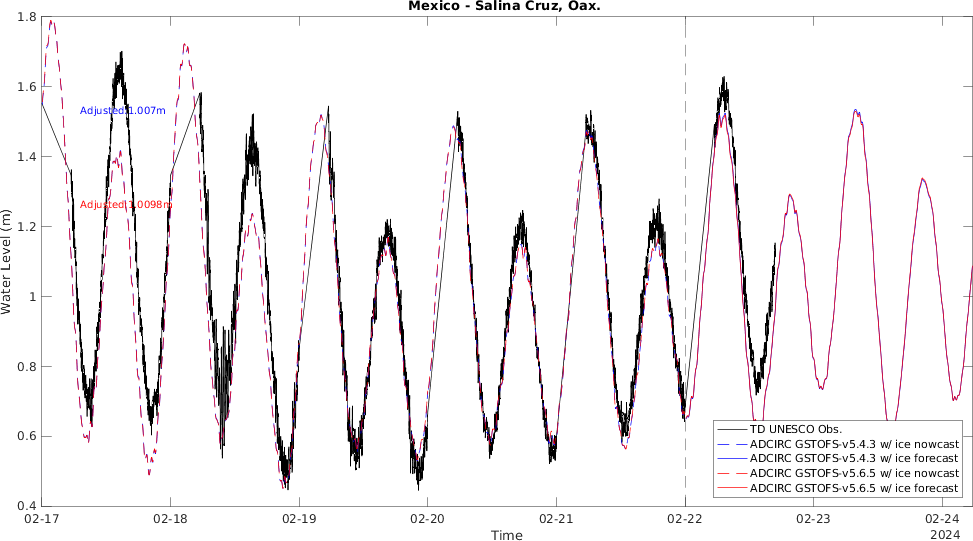 Mexico - Salina Cruz, Oax.
1.8
1.6
1.4
1.2
1
0.8
0.6
0.4
Water Level (m)
Adjusted 1.007m
Adjusted 1.0098m
TD UNESCO Obs.
ADCIRC GSTOFS-v5.4.3 w/ ice nowcast
ADCIRC GSTOFS-v5.4.3 w/ ice forecast
ADCIRC GSTOFS-v5.6.5 w/ ice nowcast
ADCIRC GSTOFS-v5.6.5 w/ ice forecast
02-17 02-18 02-19 02-20 02-21 02-22 02-23 02-24
Time
2024